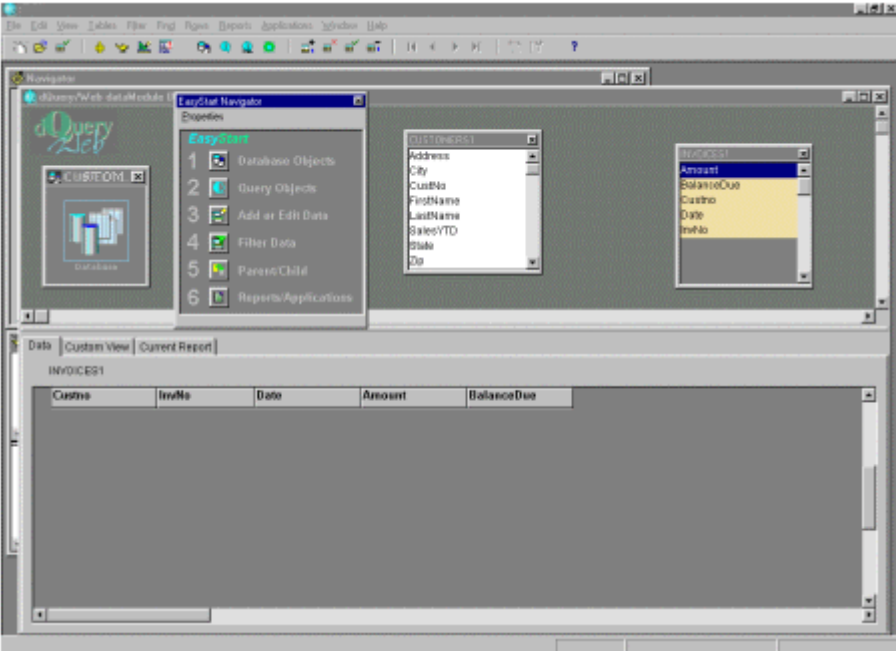 File Edit View Tables Filter Find Rows Reports Applications Window Help
Navigator
dQuery/Web dataModule
EasyStart Navigator
Properties
dQuery
Web
EasyStart
1 Database Objects
2 Query Objects
3 Add or Edit Data
4 Filter Data
5 Parent/Child
6 Reports/Applications
CUSTOM
Database
CUSTOMERS1
Address
City
CustNo
FirstName
LastName
SalesYTD
State
Zip
INVOICES1
Amount
BalanceDue
Custno
Date
InvNo
Data Custom View Current Report
INVOICES1
Custno InvNo Date Amount BalanceDue